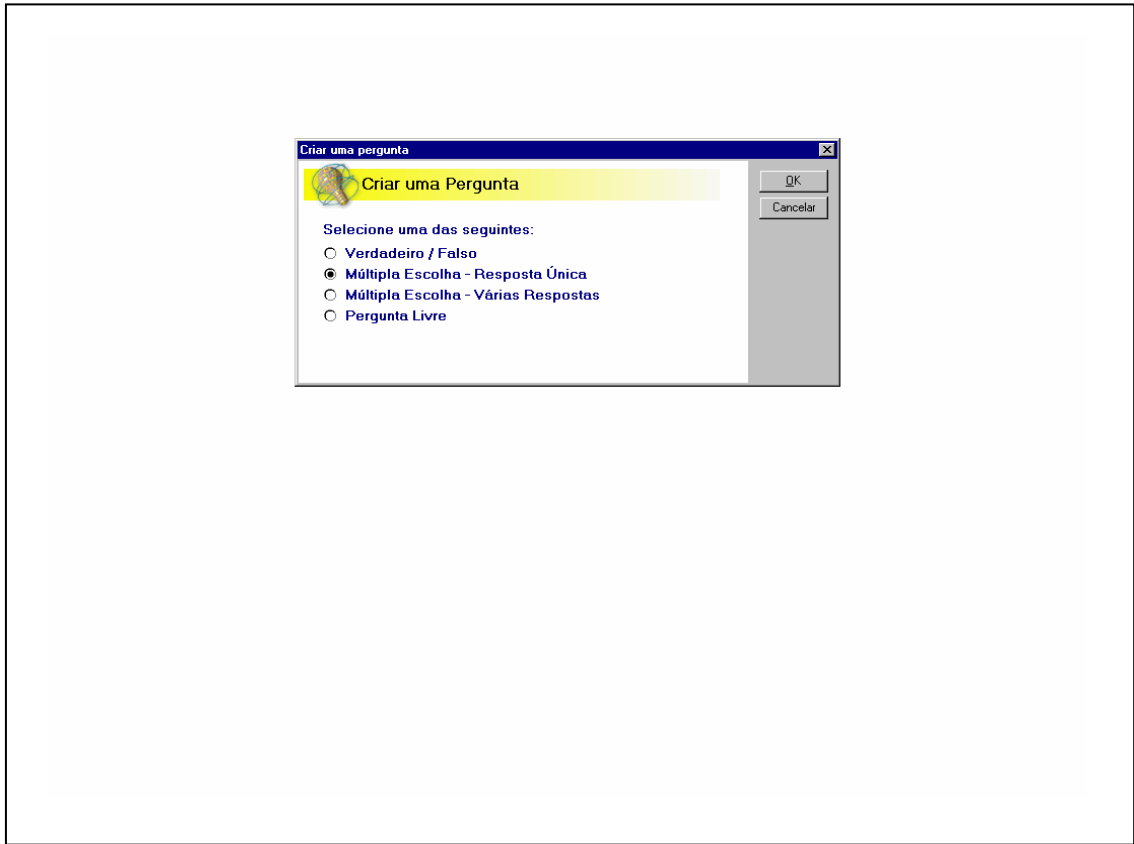 Criar uma pergunta
Criar uma Pergunta
OK
Cancelar
Selecione uma das seguintes:
Verdadeiro / Falso
Múltipla Escolha - Resposta Única
Múltipla Escolha - Várias Respostas
Pergunta Livre